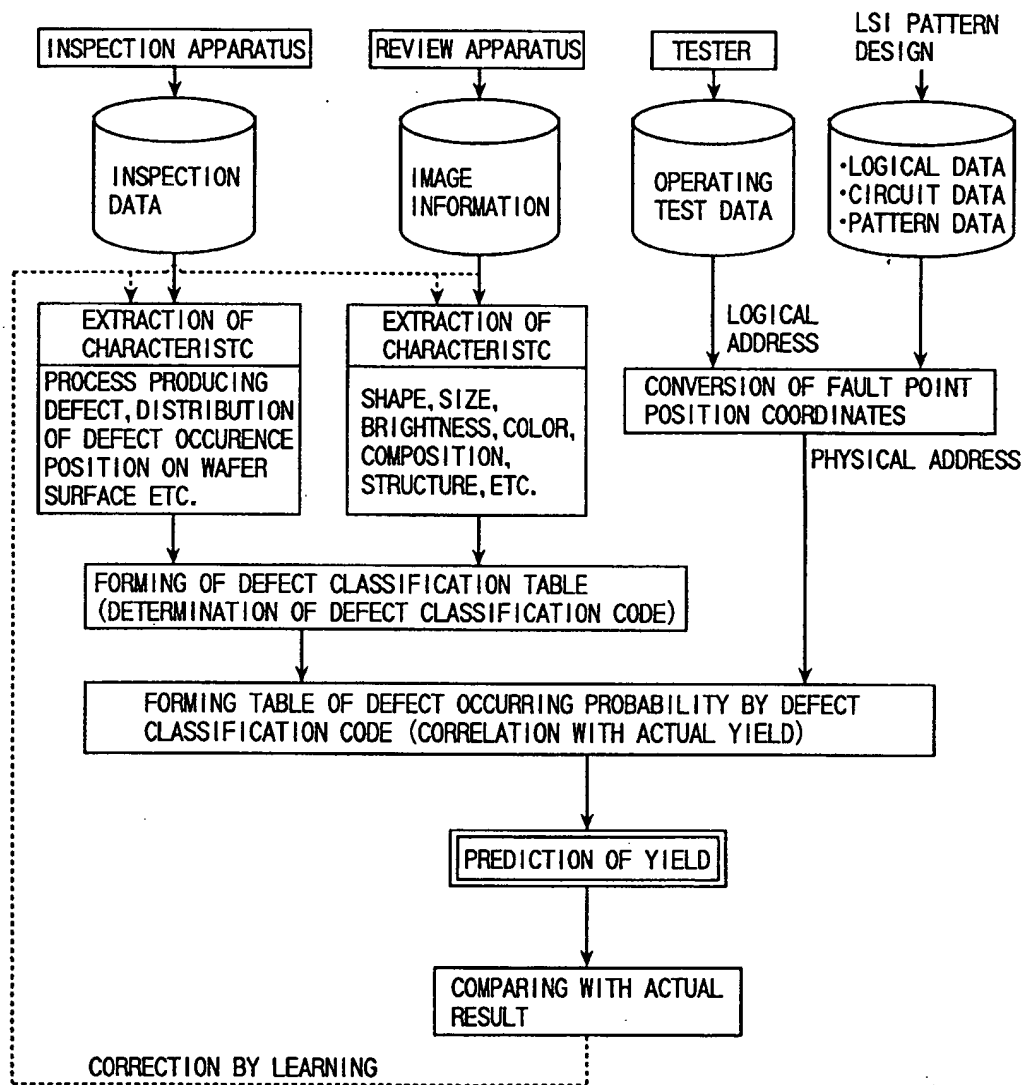 INSPECTION APPARATUS
REVIEW APPARATUS
TESTER
LSI PATTERN
DESIGN
INSPECTION
DATA
IMAGE
INFORMATION
OPERATING
TEST DATA
•LOGICAL DATA
•CIRCUIT DATA
•PATTERN DATA
EXTRACTION OF
CHARACTERISTC
PROCESS PRODUCING
DEFECT, DISTRIBUTION
OF DEFECT OCCURENCE
POSITION ON WAFER
SURFACE ETC.
EXTRACTION OF
CHARACTERISTC
SHAPE, SIZE,
BRIGHTNESS, COLOR,
COMPOSITION,
STRUCTURE, ETC.
LOGICAL
ADDRESS
CONVERSION OF FAULT POINT
POSITION COORDINATES
PHYSICAL ADDRESS
FORMING OF DEFECT CLASSIFICATION TABLE
(DETERMINATION OF DEFECT CLASSIFICATION CODE)
FORMING TABLE OF DEFECT OCCURRING PROBABILITY BY DEFECT
CLASSIFICATION CODE (CORRELATION WITH ACTUAL YIELD)
PREDICTION OF YIELD
COMPARING WITH ACTUAL
RESULT
CORRECTION BY LEARNING